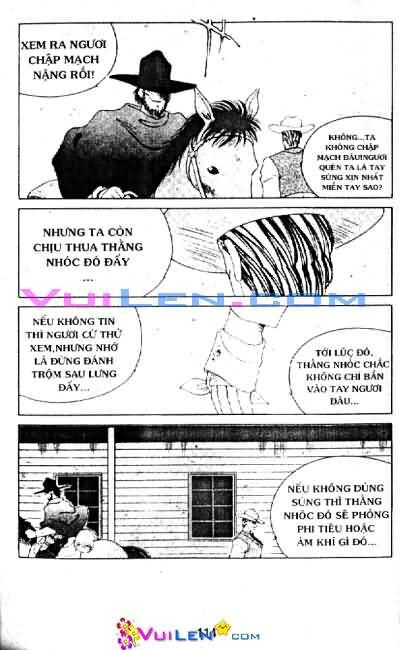 XEM RA NGƯƠI
CHẬP MẠCH
NẶNG RỒI!
KHÔNG...TA
KHÔNG CHẬP
MẠCH ĐÂU!NGƯƠI
QUÊN TA LÀ TAY
SÚNG XỊN NHẤT
MIỀN TAY SAO?
NHƯNG TA CÒN
CHỊU THUA THẰNG
NHÓC ĐÓ ĐẤY
...
VuiLen.com
NẾU KHÔNG TIN
THÌ NGƯƠI CỨ THỬ
XEM,NHƯNG NHỚ
LÀ ĐỪNG ĐÁNH
TRỘM SAU LƯNG
ĐẤY...
TỚI LÚC ĐÓ,
THẰNG NHÓC CHẮC
KHÔNG CHỈ BẮN
VÀO TAY NGƯƠI
ĐÂU...
NẾU KHÔNG DÙNG
SÚNG THÌ THẰNG
NHÓC ĐÓ SẼ PHÓNG
PHI TIÊU HOẶC
ÁM KHÍ GÌ ĐÓ...
VuiLen.com